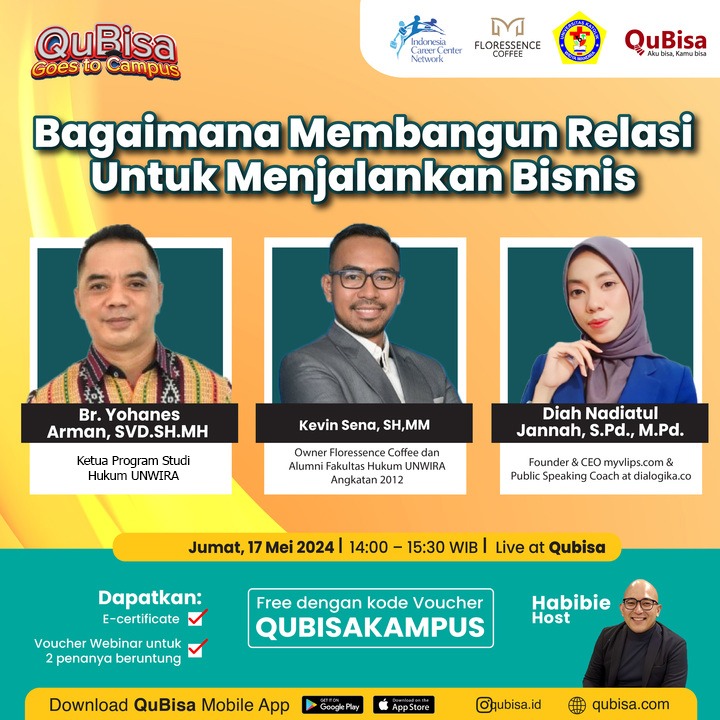 QuBisa
Goes to Campus
Indonesia
Career Center
Network
FLORESSENCE
COFFEE
QuBisa
Aku bisa, Kamu bisa
Bagaimana Membangun Relasi
Untuk Menjalankan Bisnis
Br. Yohanes
Arman, SVD.SH.MH
Ketua Program Studi
Hukum UNWIRA
Kevin Sena, SH,MM
Owner Floressence Coffee dan
Alumni Fakultas Hukum UNWIRA
Angkatan 2012
Diah Nadiatul
Jannah, S.Pd., M.Pd.
Founder & CEO myvlips.com &
Public Speaking Coach at dialogika.co
Jumat, 17 Mei 2024 | 14:00 – 15:30 WIB | Live at Qubisa
Dapatkan:
E-certificate
Voucher Webinar untuk
2 penanya beruntung
Free dengan kode Voucher
QUBISAKAMPUS
Habibie
Host
Download QuBisa Mobile App
GET IT ON
Google Play
Download on the
App Store
qubisa.id
qubisa.com